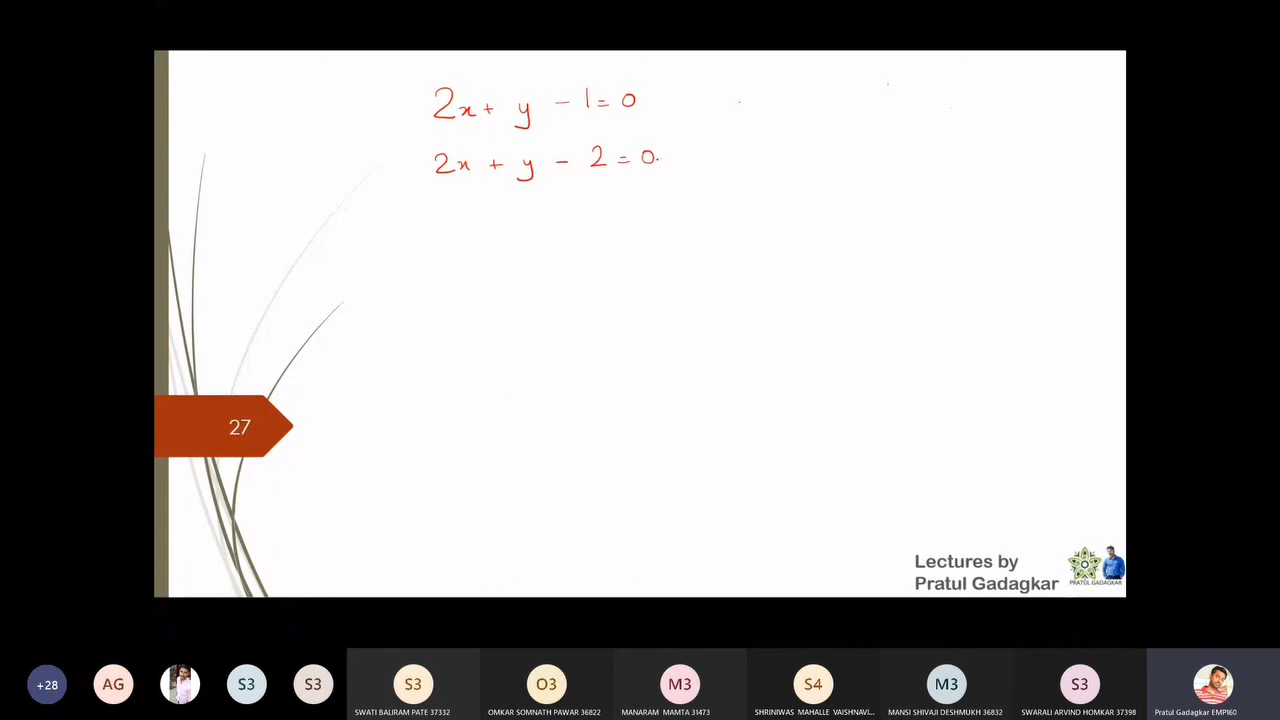 2x + y - 1 = 0
2x + y - 2 = 0.
27
Lectures by
Pratul Gadagkar
PRATUL GADAGKAR
+28
AG
S3
S3
S3
O3
M3
S4
M3
S3
SWATI BALIRAM PATE 37332
OMKAR SOMNATH PAWAR 36822
MANARAM MAMTA 31473
SHRINIWAS MAHALLE VAISHNAVI...
MANSI SHIVAJI DESHMUKH 36832
SWARALI ARVIND HOMKAR 37398
Pratul Gadagkar EMP160